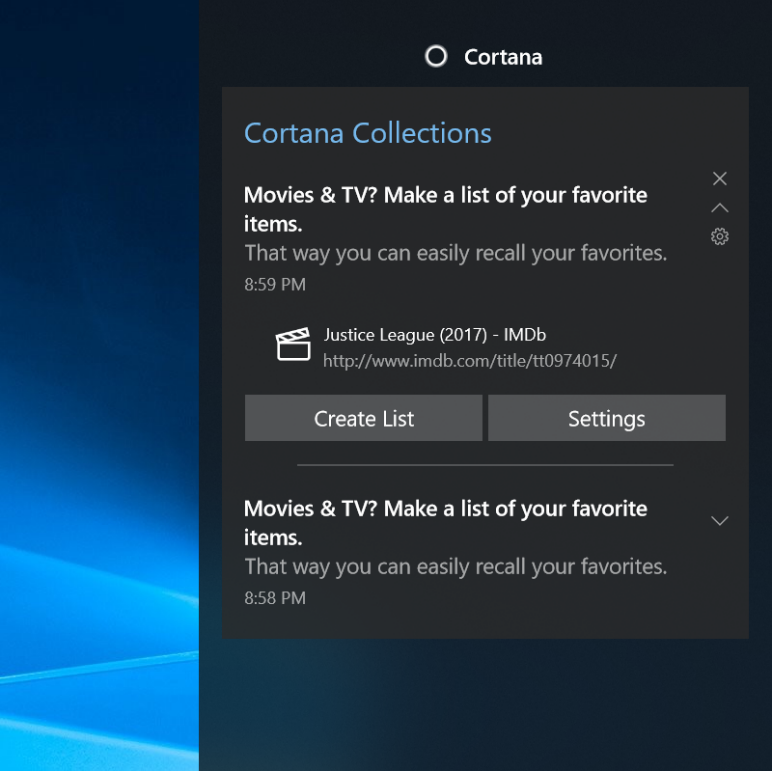 Cortana
Cortana Collections
Movies & TV? Make a list of your favorite
items.
That way you can easily recall your favorites.
8:59 PM
Justice League (2017) - IMDb
http://www.imdb.com/title/tt0974015/
Create List
Settings
Movies & TV? Make a list of your favorite
items.
That way you can easily recall your favorites.
8:58 PM